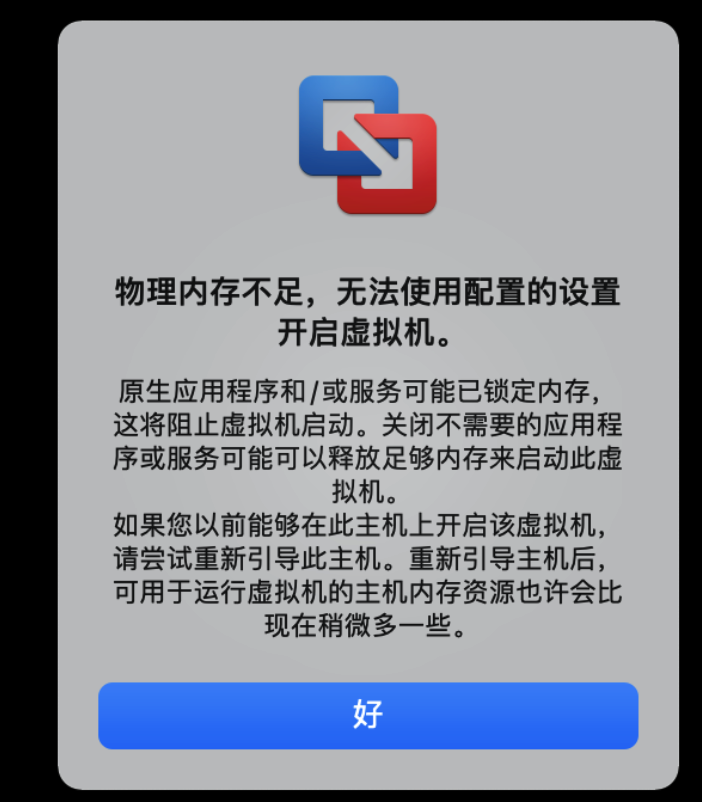 物理内存不足，无法使用配置的设置
开启虚拟机。
原生应用程序和/或服务可能已锁定内存，
这将阻止虚拟机启动。关闭不需要的应用程
序或服务可能可以释放足够内存来启动此虚
拟机。
如果您以前能够在此主机上开启该虚拟机，
请尝试重新引导此主机。重新引导主机后，
可用于运行虚拟机的主机内存资源也许会比
现在稍微多一些。
好